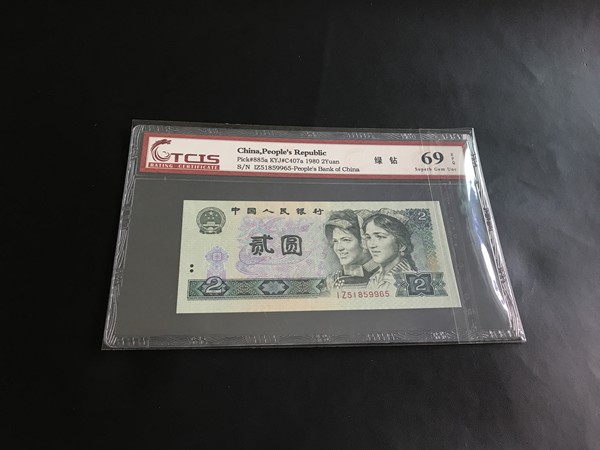 TCIS
RATING CERTIFICATE
China,People's Republic
Pick#885a KYJ#C407a 1980 2Yuan
S/N IZ51859965-People's Bank of China
绿钻
69 EPQ
Superb Gem Unc
中国人民银行
贰圆
2
2
2
IZ51859965